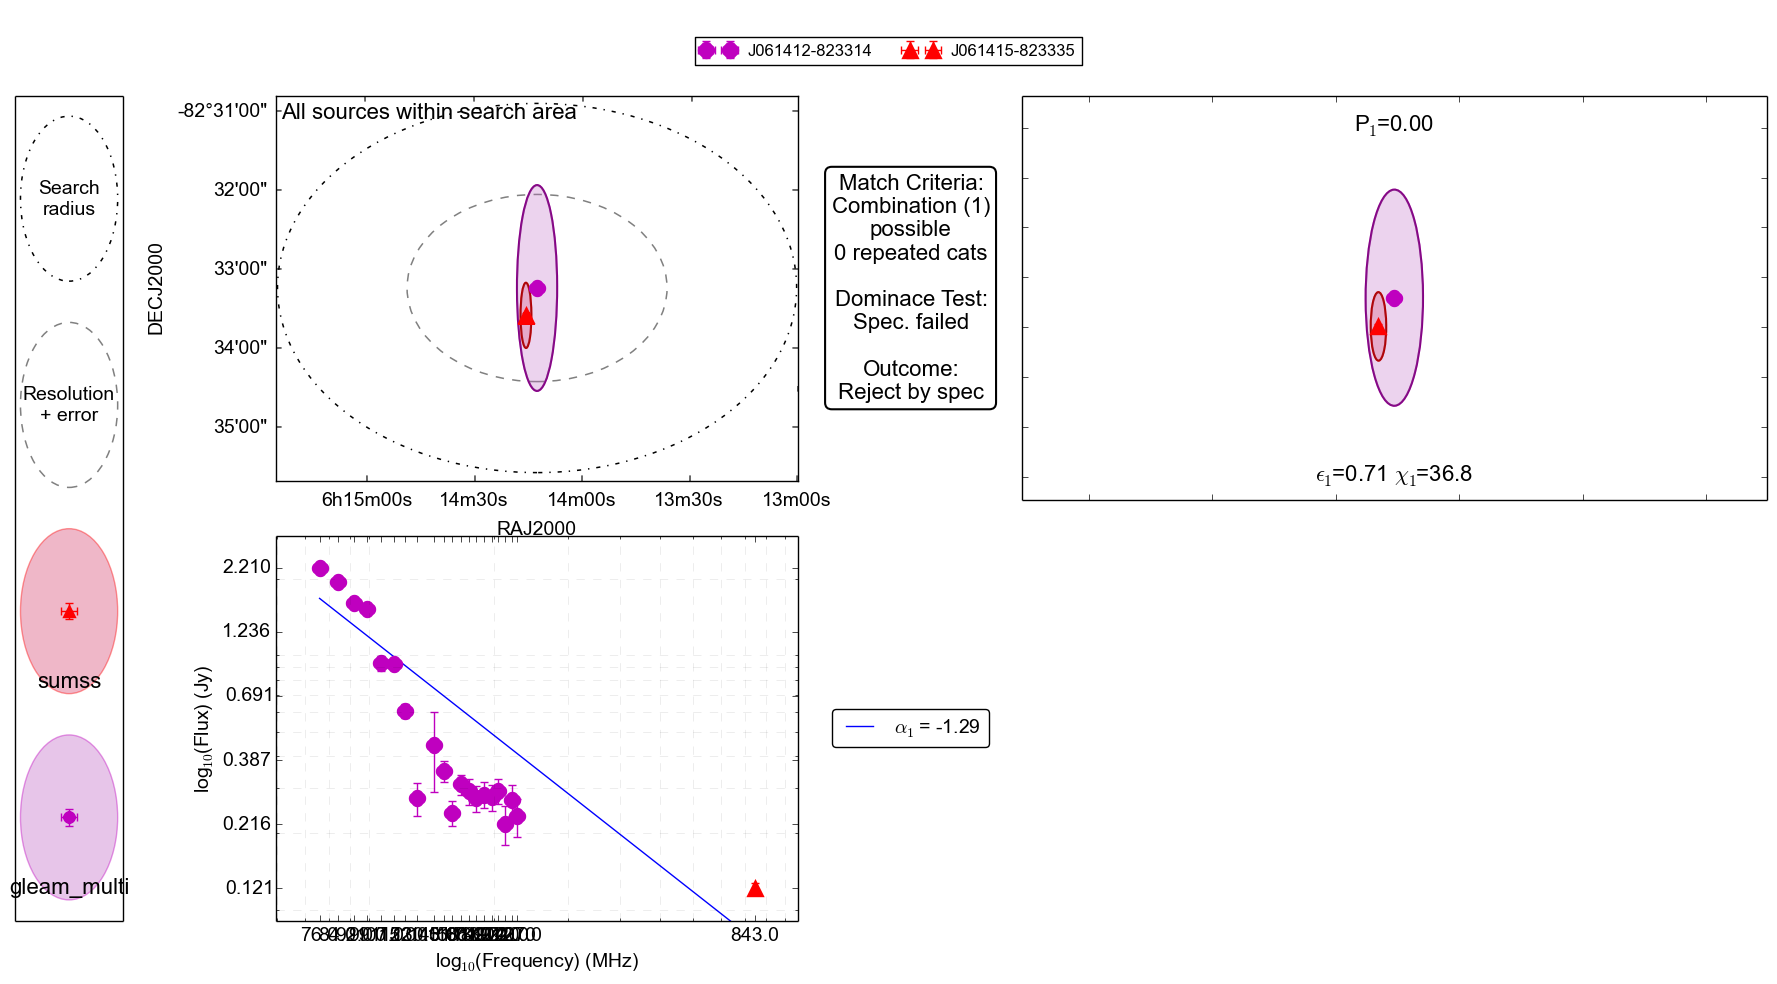 J061412-823314
J061415-823335
Search
radius
Resolution
+ error
sumss
gleam_multi
All sources within search area
-82°31'00"
32'00"
33'00"
34'00"
35'00"
DECJ2000
6h15m00s
14m30s
14m00s
13m30s
13m00s
RAJ2000
Match Criteria:
Combination (1)
possible
0 repeated cats
Dominace Test:
Spec. failed
Outcome:
Reject by spec
P₁=0.00
ϵ₁=0.71 χ₁=36.8
2.210
1.236
0.691
0.387
0.216
0.121
log₁₀(Flux) (Jy)
843.0
log₁₀(Frequency) (MHz)
α₁ = -1.29